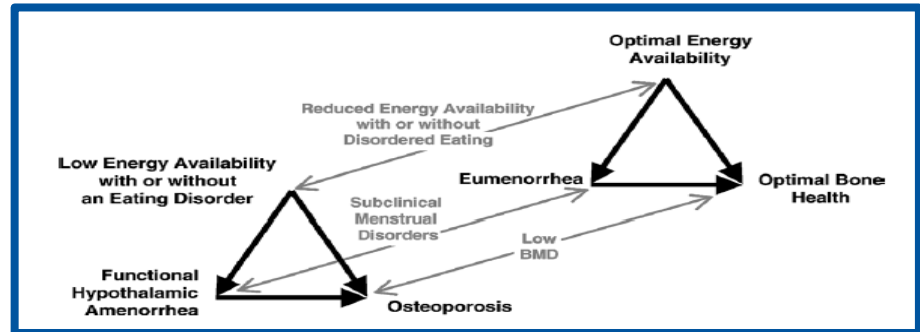 Optimal Energy
Availability
Reduced Energy Availability
with or without
Disordered Eating
Low Energy Availability
with or without
an Eating Disorder
Eumenorrhea
Optimal Bone
Health
Subclinical
Menstrual
Disorders
Low
BMD
Functional
Hypothalamic
Amenorrhea
Osteoporosis